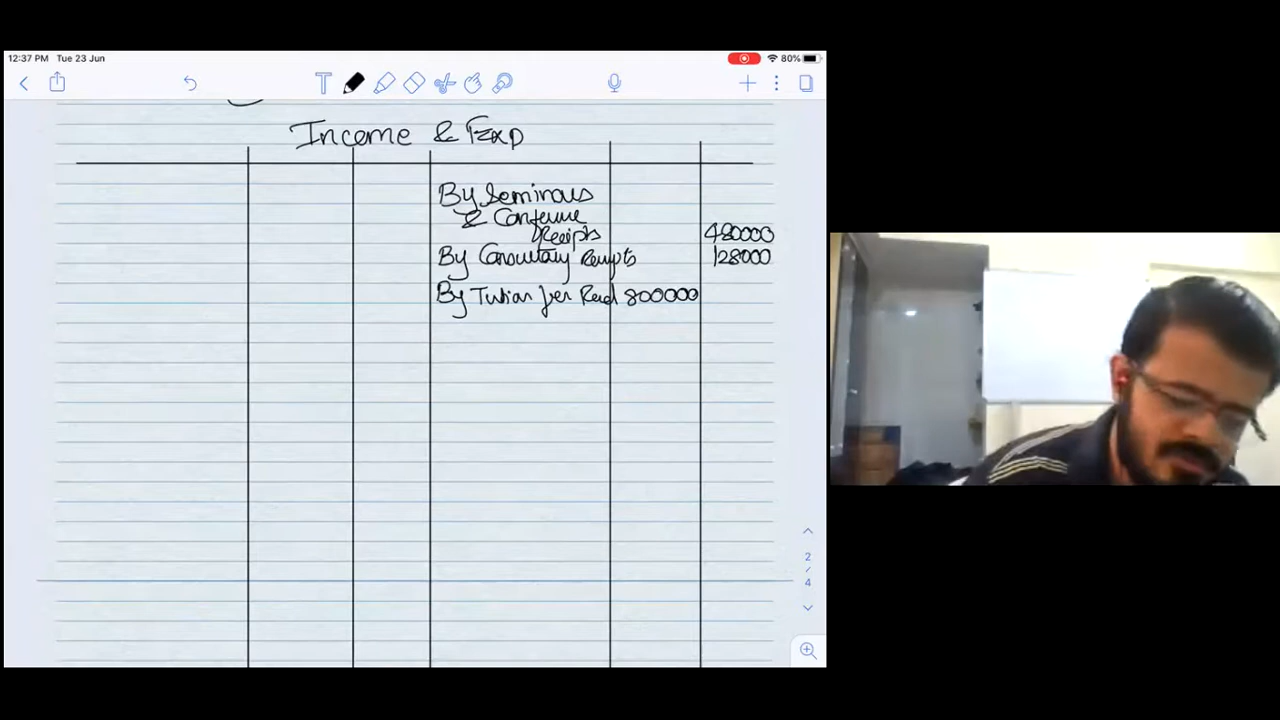 12:37 PM Tue 23 Jun
80%
T
Income & Exp
By Seminars
& Conference
Receipts 480000
By Consultancy Receipts 128000
By Tution fee Recd 800000
2
/
4